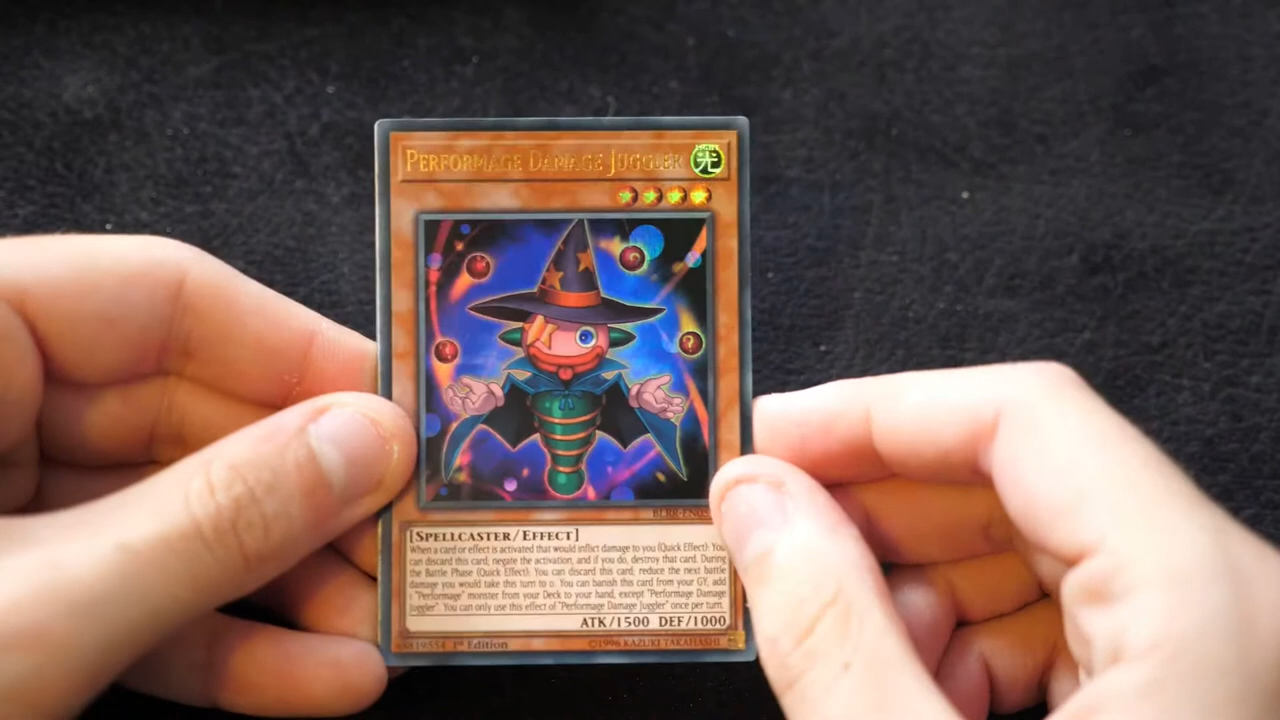 PERFORMAGE DAMAGE JUGGLER
LIGHT
光
?
[SPELLCASTER/EFFECT]
When a card or effect is activated that would inflict damage to you (Quick Effect): You
can discard this card; negate the activation, and if you do, destroy that card. During
the Battle Phase (Quick Effect): You can discard this card; reduce the next battle
damage you would take this turn to 0. You can banish this card from your GY, add
1 "Performage" monster from your Deck to your hand, except "Performage Damage
Juggler". You can only use this effect of "Performage Damage Juggler" once per turn.
ATK/1500 DEF/1000
1st Edition
©1996 KAZUKI TAKAHASHI